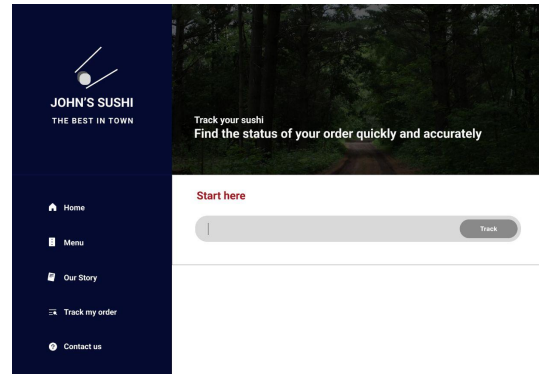 JOHN'S SUSHI
THE BEST IN TOWN
Home
Menu
Our Story
Track my order
Contact us
Track your sushi
Find the status of your order quickly and accurately
Start here
Track